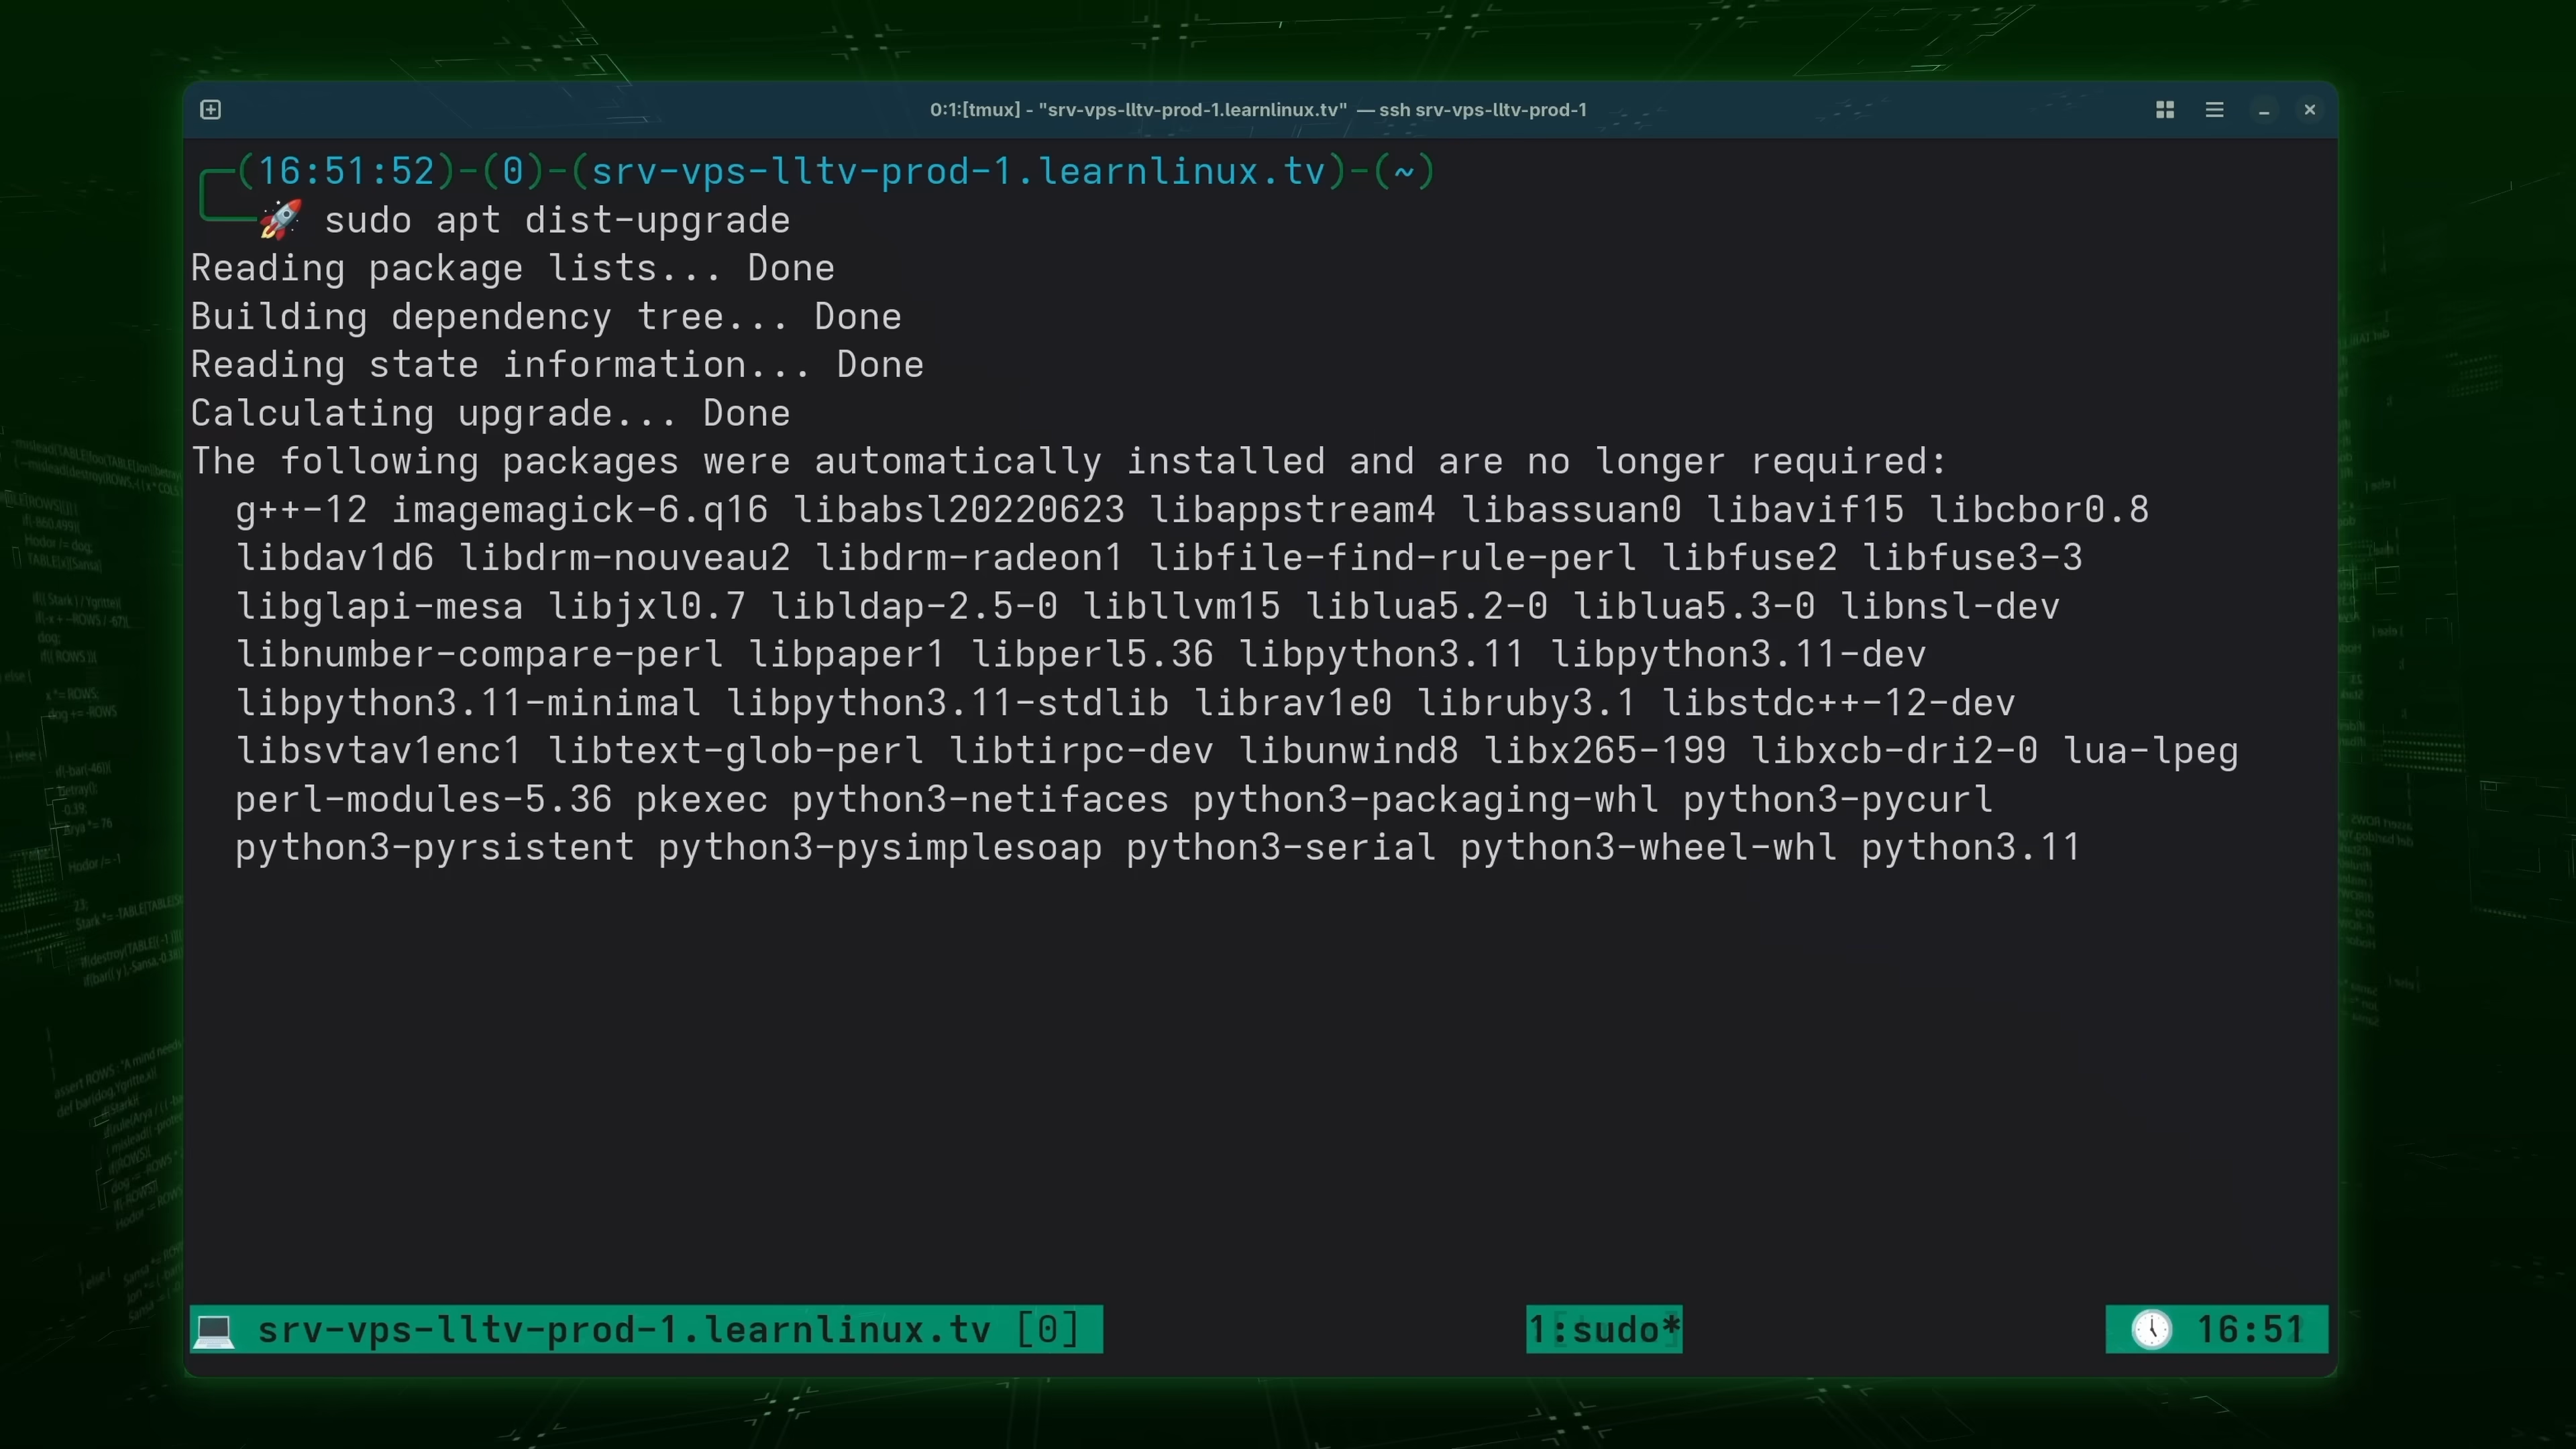 0:1:[tmux] - "srv-vps-lltv-prod-1.learnlinux.tv" — ssh srv-vps-lltv-prod-1
(16:51:52)-(0)-(srv-vps-lltv-prod-1.learnlinux.tv)-(~)
🚀 sudo apt dist-upgrade
Reading package lists... Done
Building dependency tree... Done
Reading state information... Done
Calculating upgrade... Done
The following packages were automatically installed and are no longer required:
g++-12 imagemagick-6.q16 libabsl20220623 libappstream4 libassuan0 libavif15 libcbor0.8
libdav1d6 libdrm-nouveau2 libdrm-radeon1 libfile-find-rule-perl libfuse2 libfuse3-3
libglapi-mesa libjxl0.7 libldap-2.5-0 libllvm15 liblua5.2-0 liblua5.3-0 libnsl-dev
libnumber-compare-perl libpaper1 libperl5.36 libpython3.11 libpython3.11-dev
libpython3.11-minimal libpython3.11-stdlib librav1e0 libruby3.1 libstdc++-12-dev
libsvtav1enc1 libtext-glob-perl libtirpc-dev libunwind8 libx265-199 libxcb-dri2-0 lua-lpeg
perl-modules-5.36 pkexec python3-netifaces python3-packaging-whl python3-pycurl
python3-pyrsistent python3-pysimplesoap python3-serial python3-wheel-whl python3.11
srv-vps-lltv-prod-1.learnlinux.tv [0] 1:sudo* 16:51